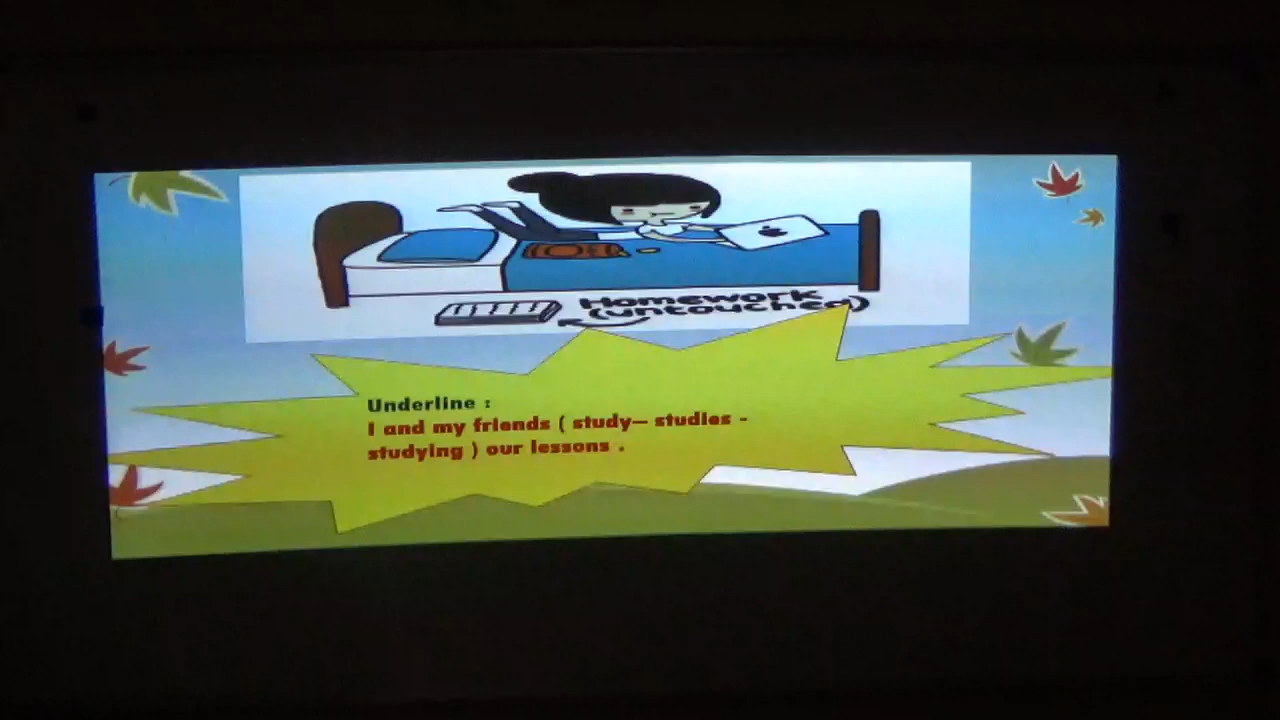 Homework
(untouched)
Underline :
I and my friends ( study– studies -
studying ) our lessons .